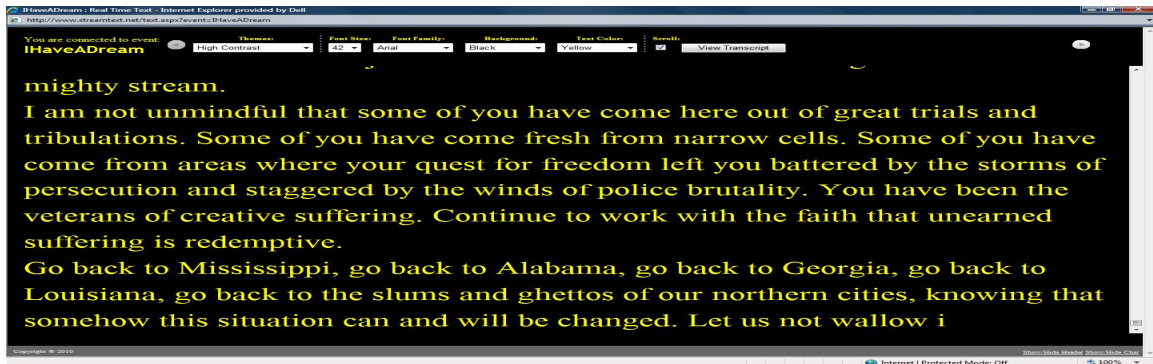 IHaveADream : Real Time Text - Internet Explorer provided by Dell
http://www.streamtext.net/text.aspx?event=IHaveADream
You are connected to event: Themes: Font Size: Font Family: Background: Text Color: Scroll:
IHaveADream High Contrast 42 Arial Black Yellow View Transcript
mighty stream.
I am not unmindful that some of you have come here out of great trials and
tribulations. Some of you have come fresh from narrow cells. Some of you have
come from areas where your quest for freedom left you battered by the storms of
persecution and staggered by the winds of police brutality. You have been the
veterans of creative suffering. Continue to work with the faith that unearned
suffering is redemptive.
Go back to Mississippi, go back to Alabama, go back to Georgia, go back to
Louisiana, go back to the slums and ghettos of our northern cities, knowing that
somehow this situation can and will be changed. Let us not wallow i
Copyright © 2010 Show/Hide Header Show/Hide Chat
Internet | Protected Mode: Off 100%